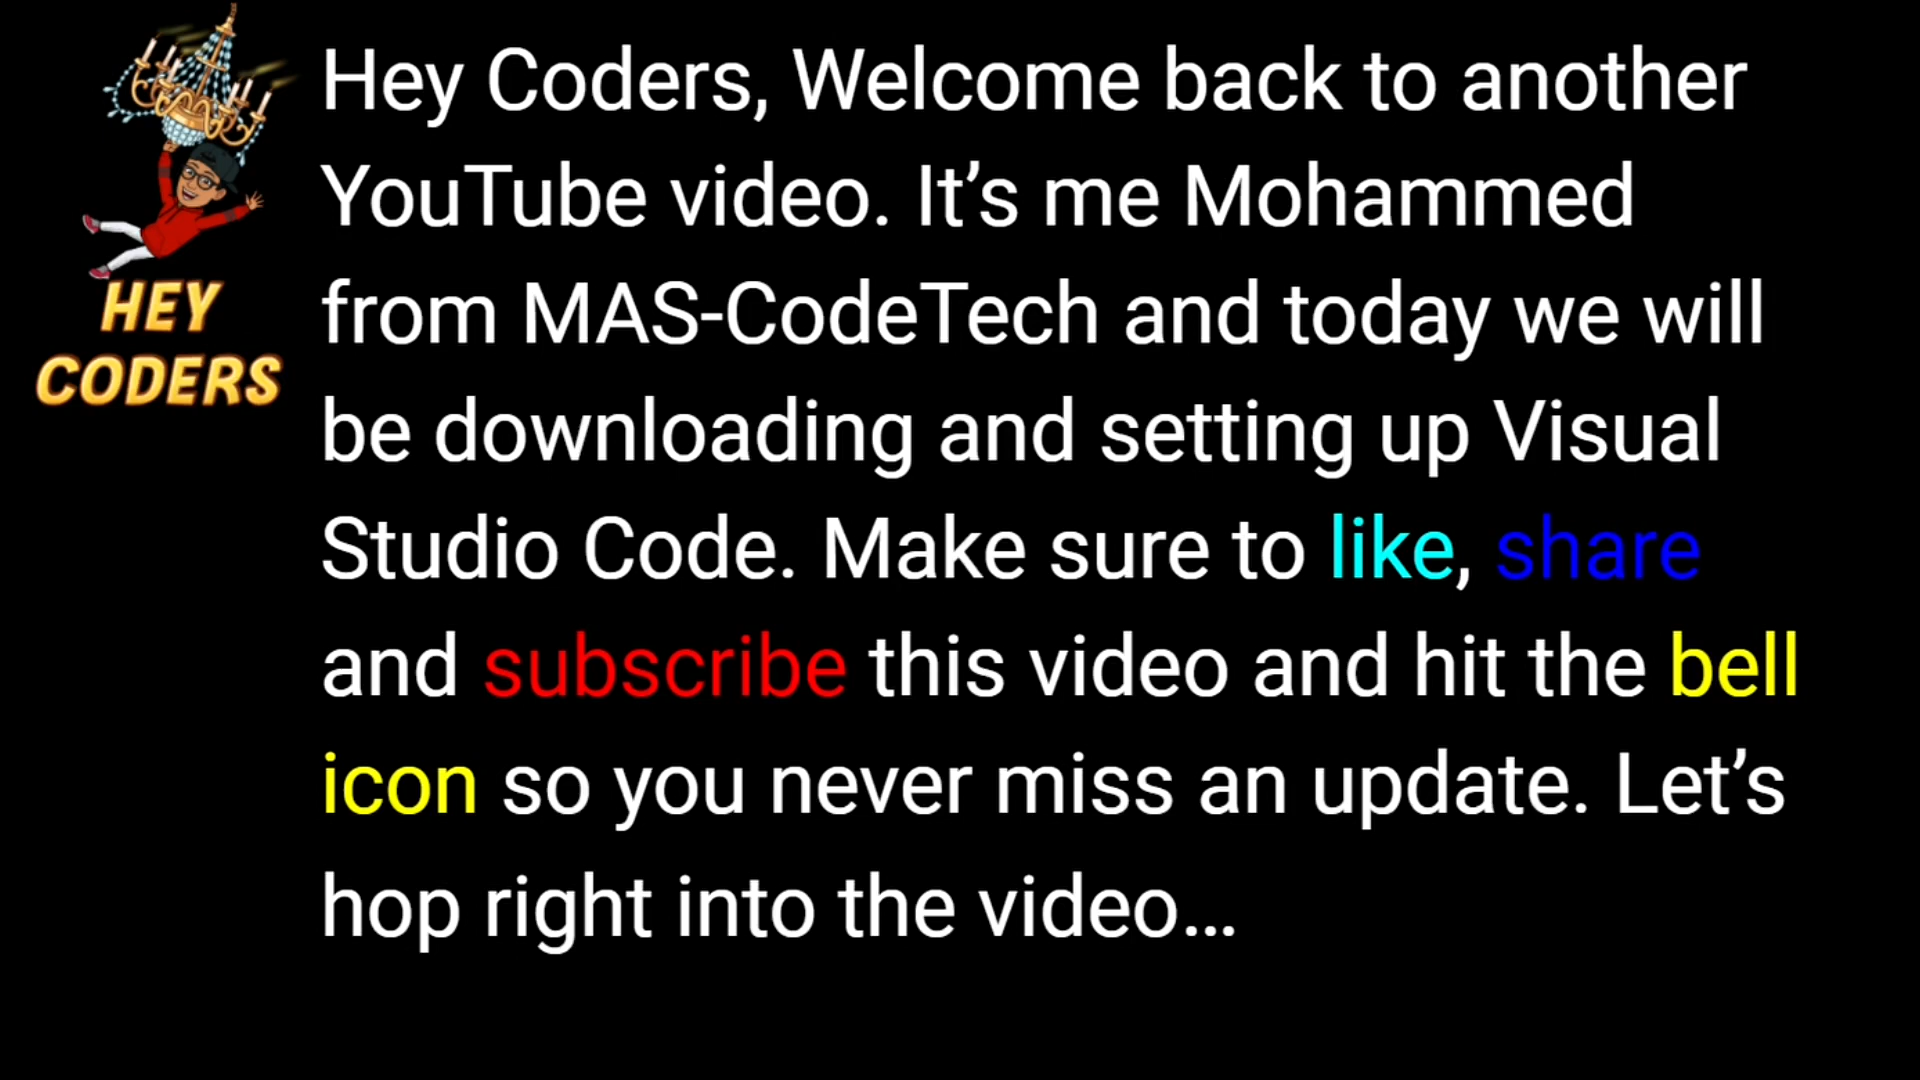 HEY
CODERS
Hey Coders, Welcome back to another
YouTube video. It’s me Mohammed
from MAS-CodeTech and today we will
be downloading and setting up Visual
Studio Code. Make sure to like, share
and subscribe this video and hit the bell
icon so you never miss an update. Let’s
hop right into the video...